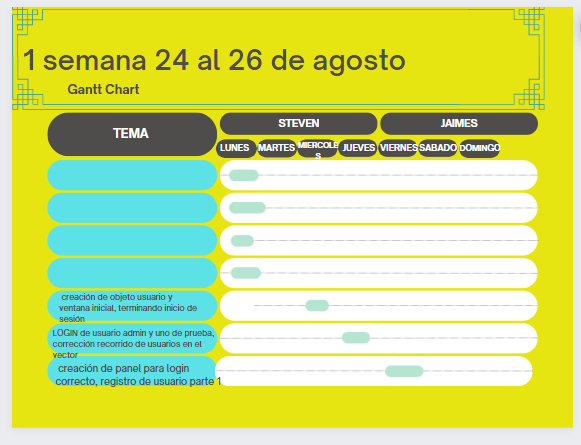 1 semana 24 al 26 de agosto
Gantt Chart
TEMA
STEVEN
JAIMES
LUNES
MARTES
MIERCOLE
S
JUEVES
VIERNES
SABADO
DOMINGO
creación de objeto usuario y
ventana inicial, terminando inicio de
sesión
LOGIN de usuario admin y uno de prueba,
corrección recorrido de usuarios en el
vector
creación de panel para login
correcto, registro de usuario parte 1